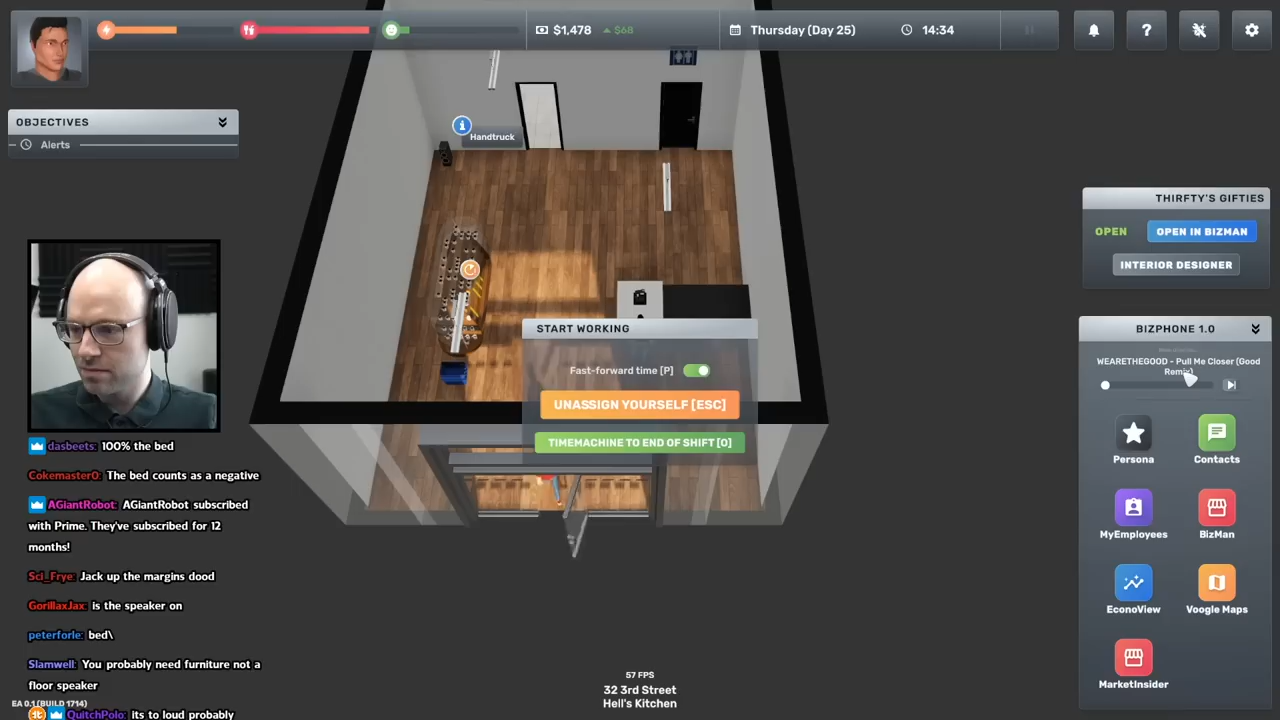 $1,478
$68
Thursday (Day 25)
14:34
?
OBJECTIVES
Alerts
i
Handtruck
THIRFTY'S GIFTIES
OPEN
OPEN IN BIZMAN
INTERIOR DESIGNER
START WORKING
Fast-forward time [P]
UNASSIGN YOURSELF [ESC]
TIMEMACHINE TO END OF SHIFT [O]
BIZPHONE 1.0
WEARETHEGOOD - Pull Me Closer (Good
Remix)
Persona
Contacts
MyEmployees
BizMan
EconoView
Voogle Maps
MarketInsider
dasbeets: 100% the bed
Cokemaster0: The bed counts as a negative
AGiantRobot: AGiantRobot subscribed
with Prime. They've subscribed for 12
months!
Sci_Frye: Jack up the margins dood
GorillaxJax: is the speaker on
peterforle: bed\
Slamwell: You probably need furniture not a
floor speaker
EA 0.1 (BUILD 1714)
QuitchPolo: its to loud probably
57 FPS
32 3rd Street
Hell's Kitchen